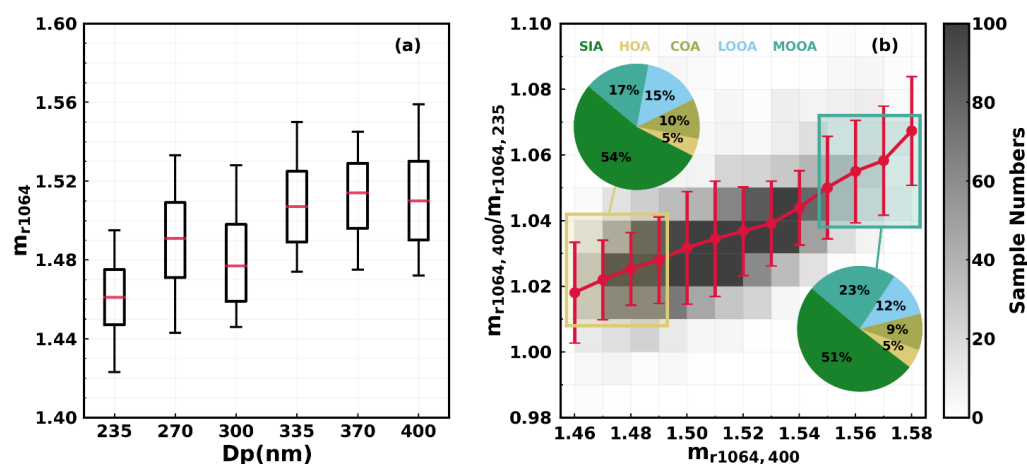 (a)
m_r1064
1.60
1.56
1.52
1.48
1.44
1.40
235 270 300 335 370 400
Dp(nm)
(b)
SIA HOA COA LOOA MOOA
m_r1064, 400/m_r1064, 235
1.10
1.08
1.06
1.04
1.02
1.00
0.98
17%
15%
10%
5%
54%
23%
12%
9%
5%
51%
1.46 1.48 1.50 1.52 1.54 1.56 1.58
m_r1064, 400
100
80
60
40
20
0
Sample Numbers